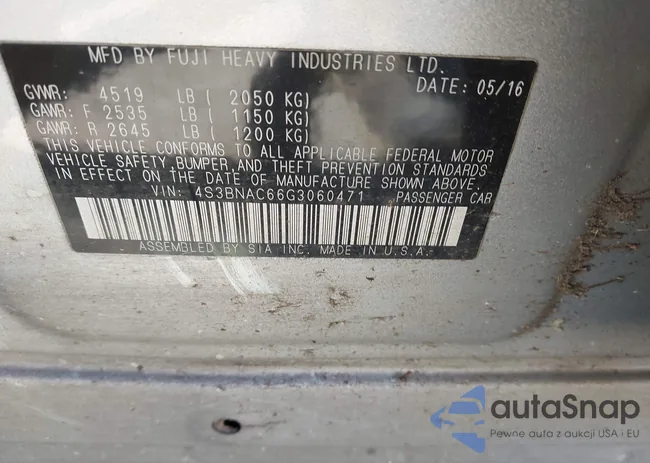 MFD BY FUJI HEAVY INDUSTRIES LTD.
DATE: 05/16
GVWR: 4519 LB ( 2050 KG)
GAWR: F 2535 LB ( 1150 KG)
GAWR: R 2645 LB ( 1200 KG)
THIS VEHICLE CONFORMS TO ALL APPLICABLE FEDERAL MOTOR
VEHICLE SAFETY,BUMPER AND THEFT PREVENTION STANDARDS
IN EFFECT ON THE DATE OF MANUFACTURE SHOWN ABOVE.
VIN: 4S3BNAC66G3060471 PASSENGER CAR
ASSEMBLED BY SIA INC. MADE IN U.S.A.
autaSnap
Pewne auto z aukcji USA i EU